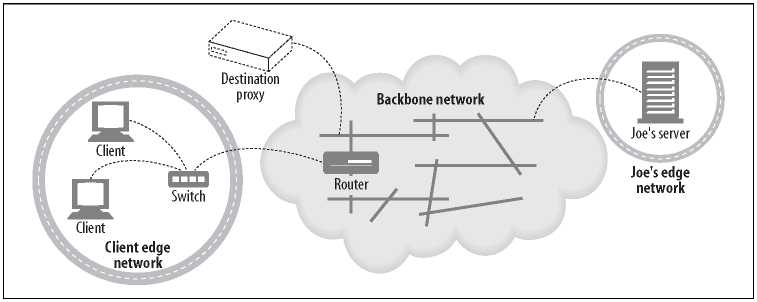 Destination
proxy
Backbone network
Client
Switch
Client
Client edge
network
Router
Joe's server
Joe's edge
network